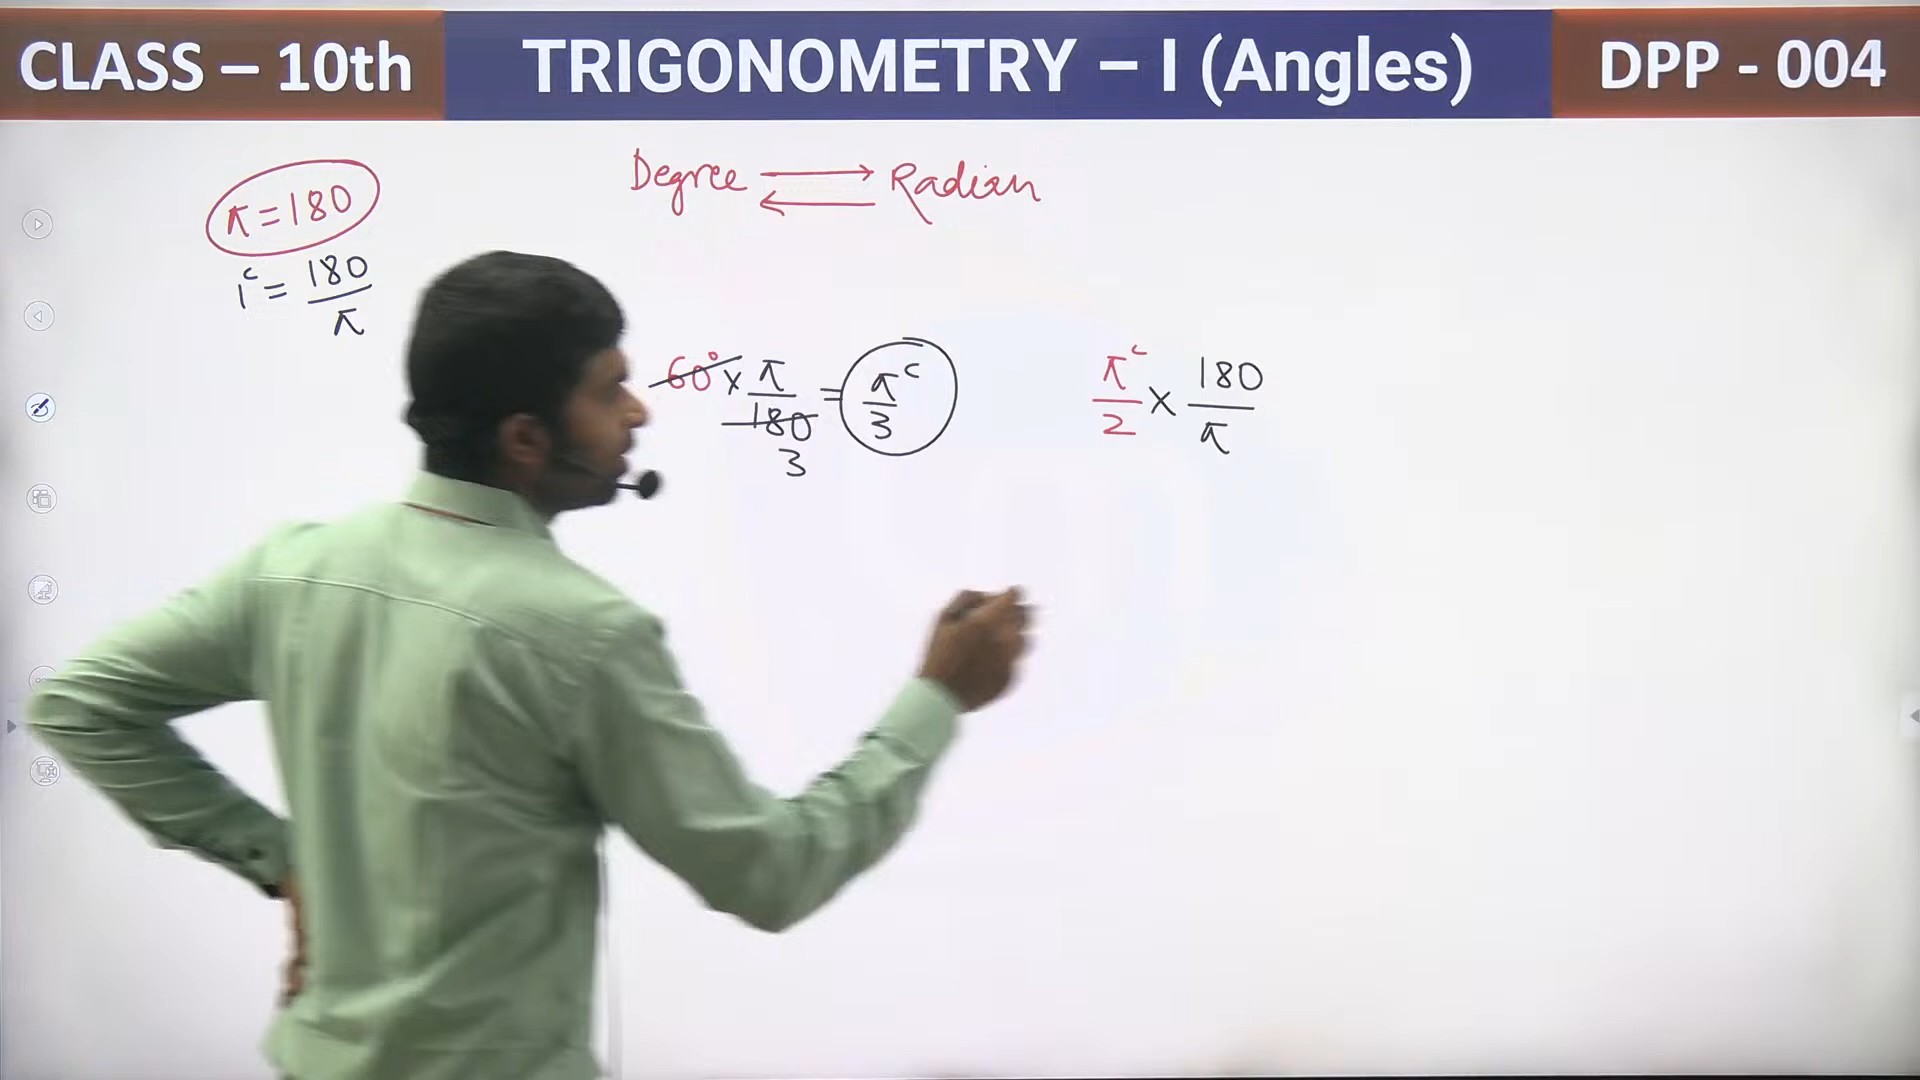 CLASS – 10th
TRIGONOMETRY – I (Angles)
DPP - 004
Degree ⟶ Radian
⟵
π = 180
1ᶜ = 180/π
60° × π/180 = πᶜ/3
3
πᶜ/2 × 180/π